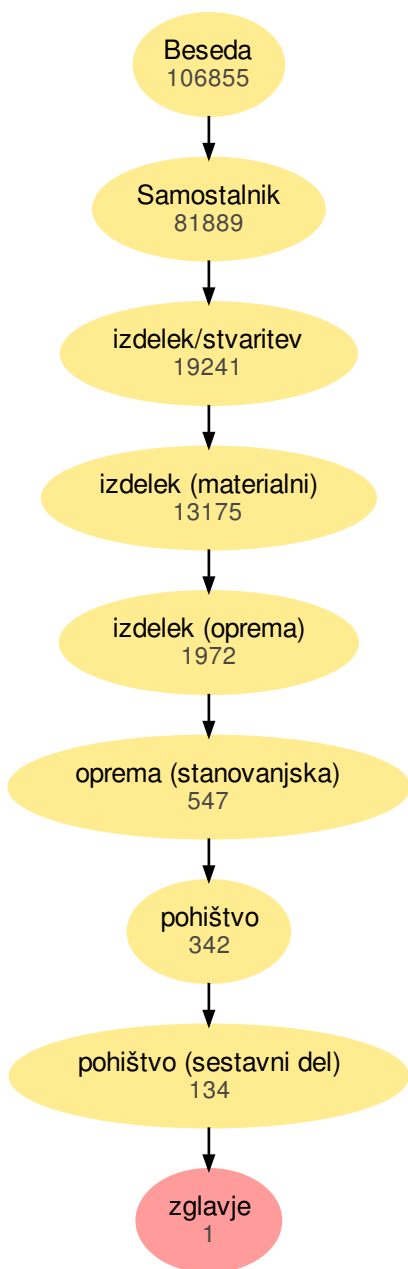 Beseda
106855
Samostalnik
81889
izdelek/stvaritev
19241
izdelek (materialni)
13175
izdelek (oprema)
1972
oprema (stanovanjska)
547
pohištvo
342
pohištvo (sestavni del)
134
zglavje
1